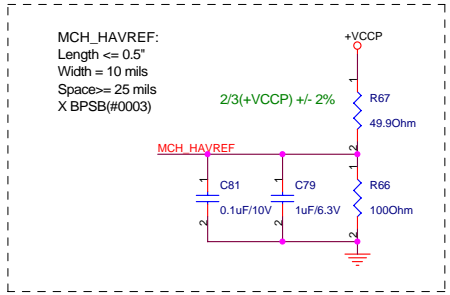 MCH_HAVREF:
Length <= 0.5"
Width = 10 mils
Space>= 25 mils
X BPSB(#0003)
+VCCP
2/3(+VCCP) +/- 2%
1
R67
49.9Ohm
2
MCH_HAVREF
1
C81
0.1uF/10V
2
1
C79
1uF/6.3V
2
1
R66
100Ohm
2